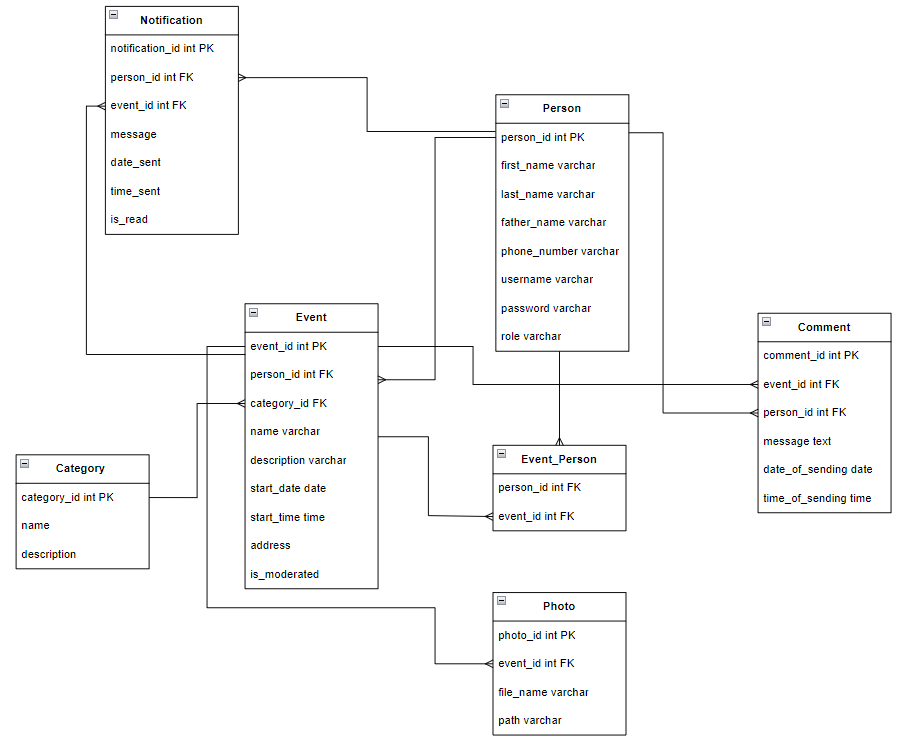 Notification
notification_id int PK
person_id int FK
event_id int FK
message
date_sent
time_sent
is_read
Person
person_id int PK
first_name varchar
last_name varchar
father_name varchar
phone_number varchar
username varchar
password varchar
role varchar
Event
event_id int PK
person_id int FK
category_id FK
name varchar
description varchar
start_date date
start_time time
address
is_moderated
Comment
comment_id int PK
event_id int FK
person_id int FK
message text
date_of_sending date
time_of_sending time
Category
category_id int PK
name
description
Event_Person
person_id int FK
event_id int FK
Photo
photo_id int PK
event_id int FK
file_name varchar
path varchar